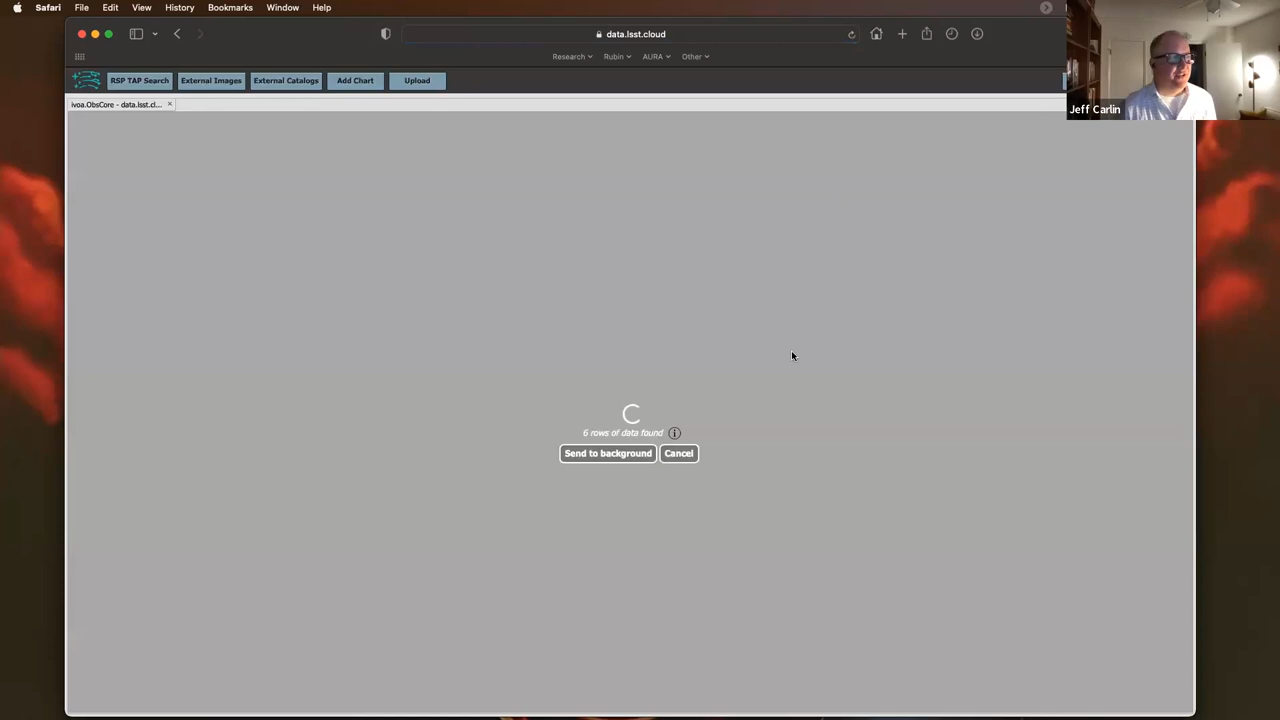 Safari File Edit View History Bookmarks Window Help
data.lsst.cloud
Research Rubin AURA Other
RSP TAP Search External Images External Catalogs Add Chart Upload
Jeff Carlin
ivoa.ObsCore - data.lsst.cl...
6 rows of data found
Send to background Cancel